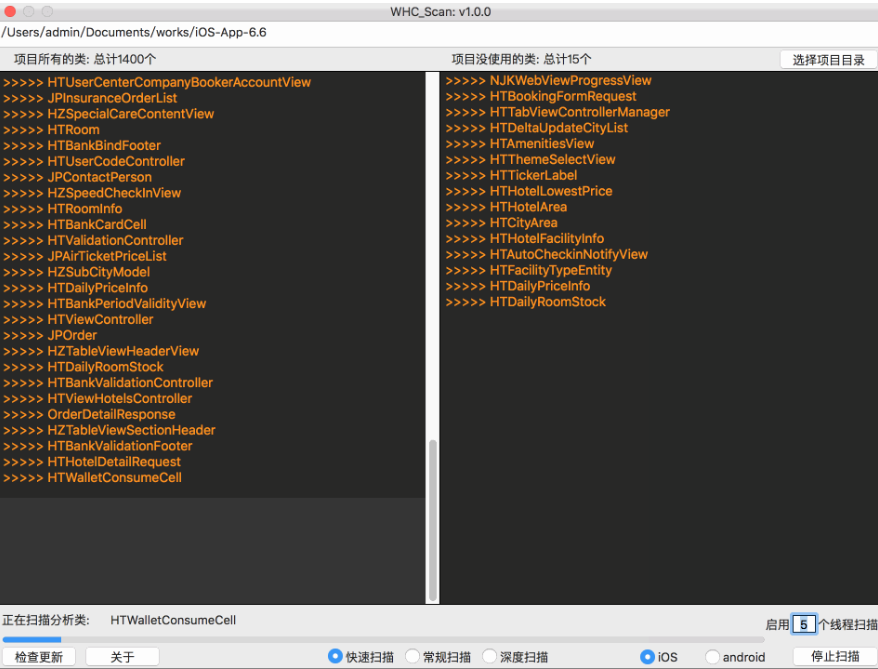 WHC_Scan: v1.0.0
/Users/admin/Documents/works/iOS-App-6.6
项目所有的类: 总计1400个
项目没使用的类: 总计15个
选择项目目录
>>>>> HTUserCenterCompanyBookerAccountView
>>>>> JPInsuranceOrderList
>>>>> HZSpecialCareContentView
>>>>> HTRoom
>>>>> HTBankBindFooter
>>>>> HTUserCodeController
>>>>> JPContactPerson
>>>>> HZSpeedCheckInView
>>>>> HTRoomInfo
>>>>> HTBankCardCell
>>>>> HTValidationController
>>>>> JPAirTicketPriceList
>>>>> HZSubCityModel
>>>>> HTDailyPriceInfo
>>>>> HTBankPeriodValidityView
>>>>> HTViewController
>>>>> JPOrder
>>>>> HZTableViewHeaderView
>>>>> HTDailyRoomStock
>>>>> HTBankValidationController
>>>>> HTViewHotelsController
>>>>> OrderDetailResponse
>>>>> HZTableViewSectionHeader
>>>>> HTBankValidationFooter
>>>>> HTHotelDetailRequest
>>>>> HTWalletConsumeCell
>>>>> NJKWebViewProgressView
>>>>> HTBookingFormRequest
>>>>> HTTabViewControllerManager
>>>>> HTDeltaUpdateCityList
>>>>> HTAmenitiesView
>>>>> HTThemeSelectView
>>>>> HTTickerLabel
>>>>> HTHotelLowestPrice
>>>>> HTHotelArea
>>>>> HTCityArea
>>>>> HTHotelFacilityInfo
>>>>> HTAutoCheckinNotifyView
>>>>> HTFacilityTypeEntity
>>>>> HTDailyPriceInfo
>>>>> HTDailyRoomStock
正在扫描分析类: HTWalletConsumeCell
启用 5 个线程扫描
检查更新
关于
快速扫描
常规扫描
深度扫描
iOS
android
停止扫描